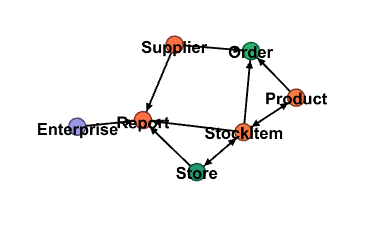 Supplier
Order
Product
Enterprise
Report
StockItem
Store